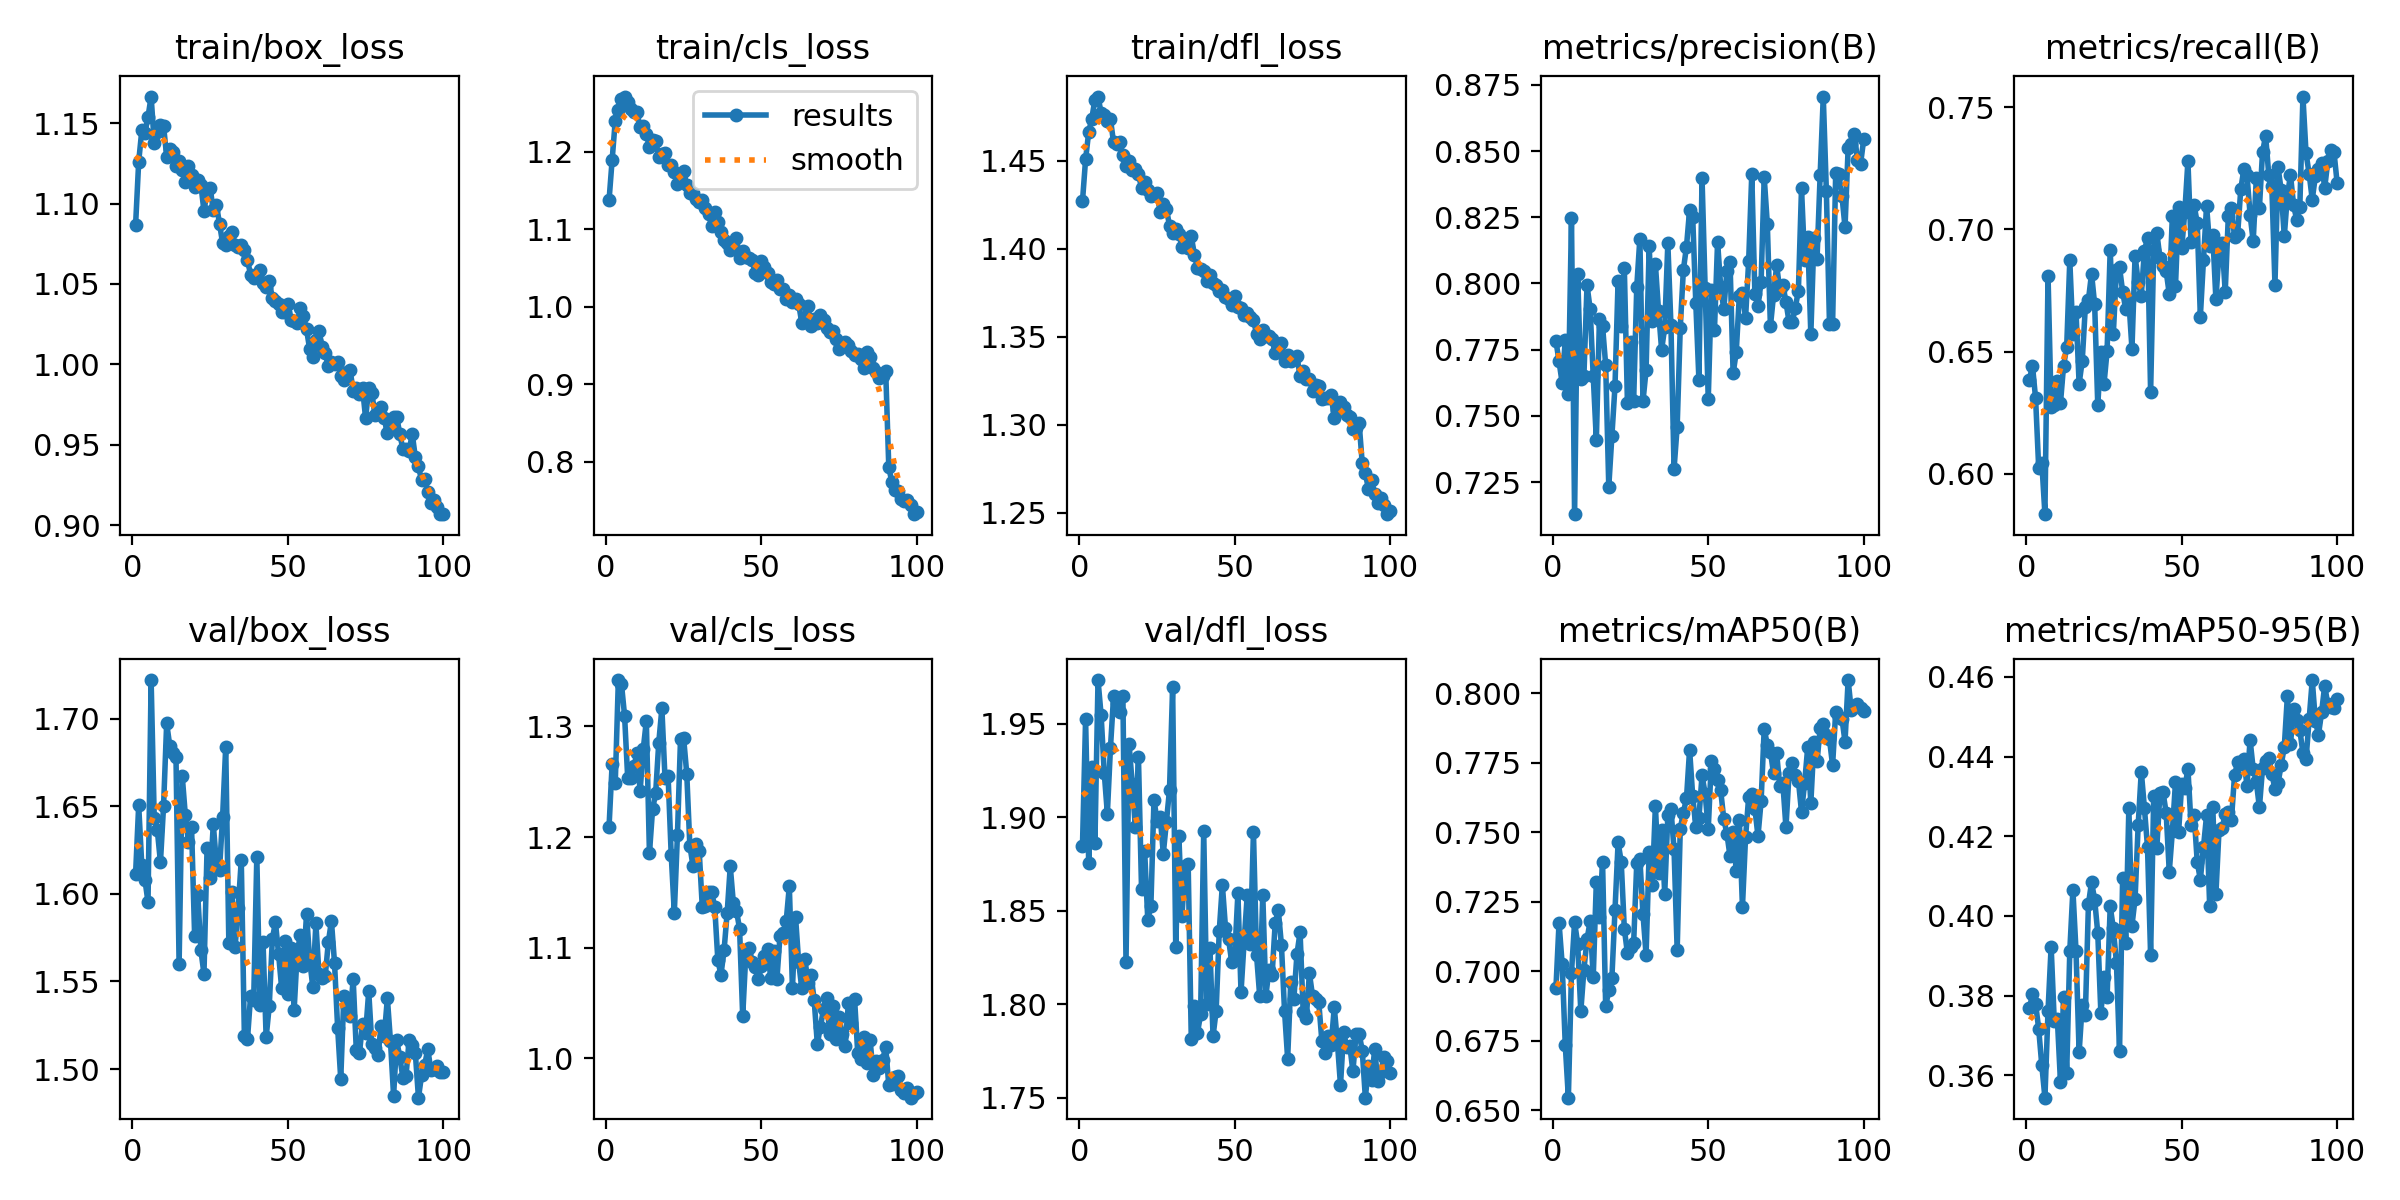 train/box_loss
train/cls_loss
train/dfl_loss
metrics/precision(B)
metrics/recall(B)
1.15
1.10
1.05
1.00
0.95
0.90
0 50 100
results
smooth
1.2
1.1
1.0
0.9
0.8
0 50 100
1.45
1.40
1.35
1.30
1.25
0 50 100
0.875
0.850
0.825
0.800
0.775
0.750
0.725
0 50 100
0.75
0.70
0.65
0.60
0 50 100
val/box_loss
val/cls_loss
val/dfl_loss
metrics/mAP50(B)
metrics/mAP50-95(B)
1.70
1.65
1.60
1.55
1.50
0 50 100
1.3
1.2
1.1
1.0
0 50 100
1.95
1.90
1.85
1.80
1.75
0 50 100
0.800
0.775
0.750
0.725
0.700
0.675
0.650
0 50 100
0.46
0.44
0.42
0.40
0.38
0.36
0 50 100